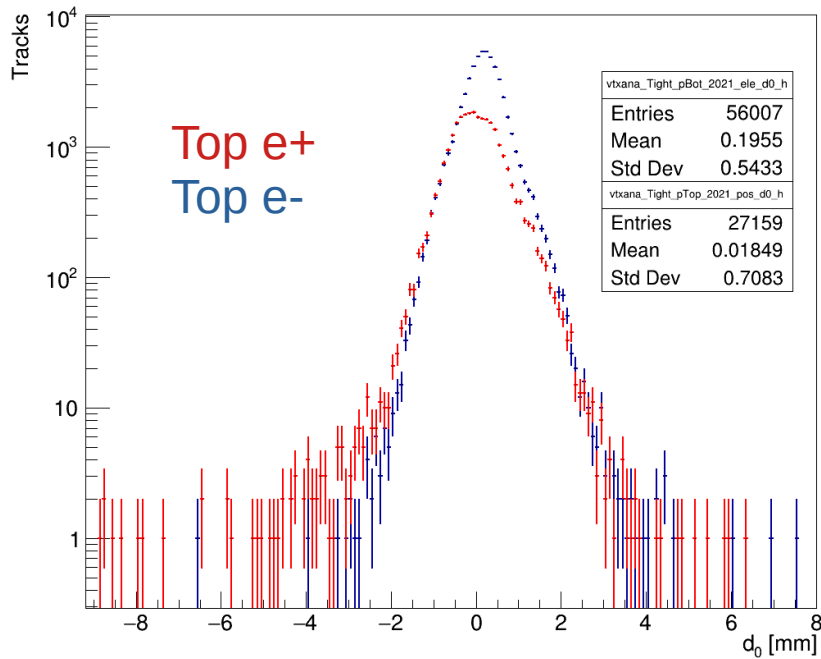 10^4
Tracks
vtxana_Tight_pBot_2021_ele_d0_h
Entries 56007
Mean 0.1955
Std Dev 0.5433
vtxana_Tight_pTop_2021_pos_d0_h
Entries 27159
Mean 0.01849
Std Dev 0.7083
Top e+
Top e-
10^3
10^2
10
1
−8 −6 −4 −2 0 2 4 6 8
d_0 [mm]